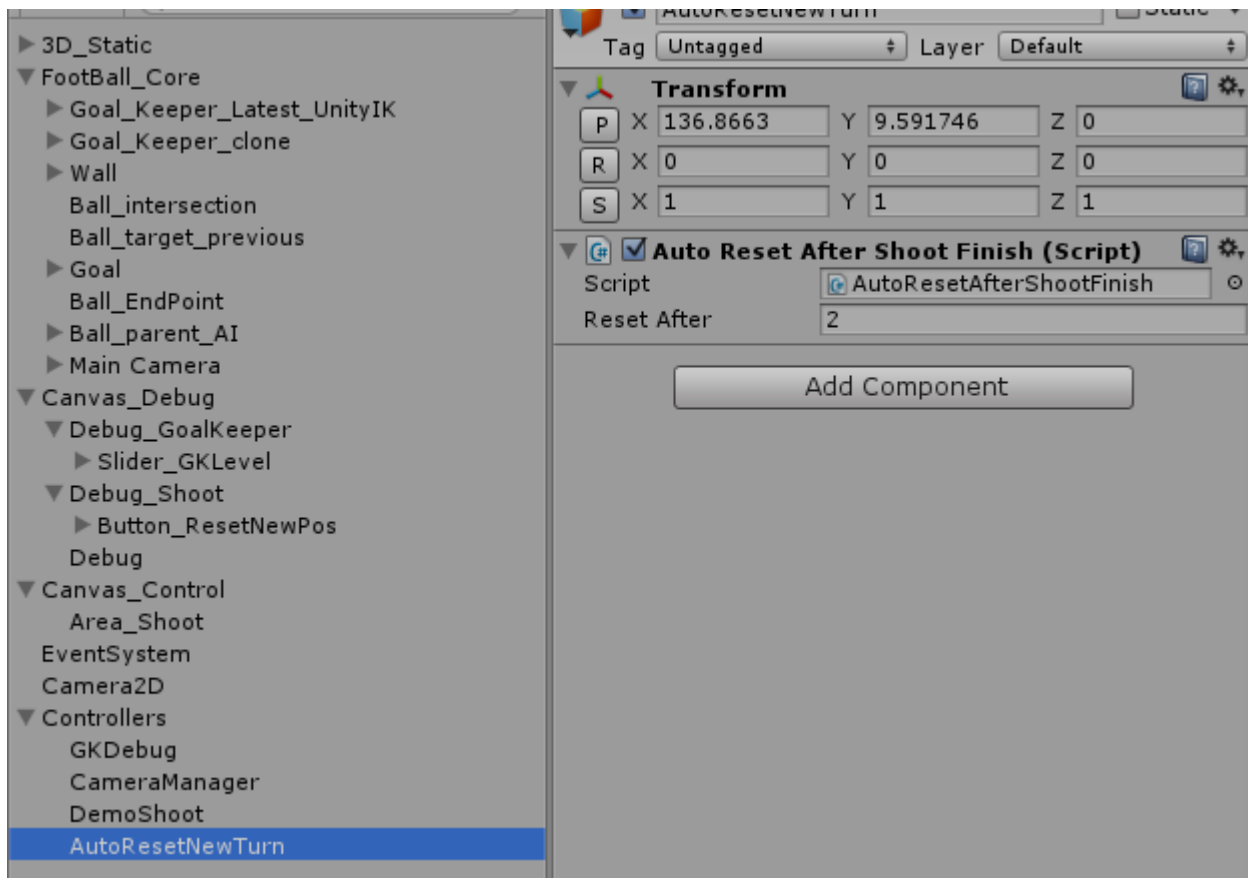 3D_Static
FootBall_Core
Goal_Keeper_Latest_UnityIK
Goal_Keeper_clone
Wall
Ball_intersection
Ball_target_previous
Goal
Ball_EndPoint
Ball_parent_AI
Main Camera
Canvas_Debug
Debug_GoalKeeper
Slider_GKLevel
Debug_Shoot
Button_ResetNewPos
Debug
Canvas_Control
Area_Shoot
EventSystem
Camera2D
Controllers
GKDebug
CameraManager
DemoShoot
AutoResetNewTurn
AutoResetNewTurn Static
Tag Untagged Layer Default
Transform
P X 136.8663 Y 9.591746 Z 0
R X 0 Y 0 Z 0
S X 1 Y 1 Z 1
C# Auto Reset After Shoot Finish (Script)
Script AutoResetAfterShootFinish
Reset After 2
Add Component